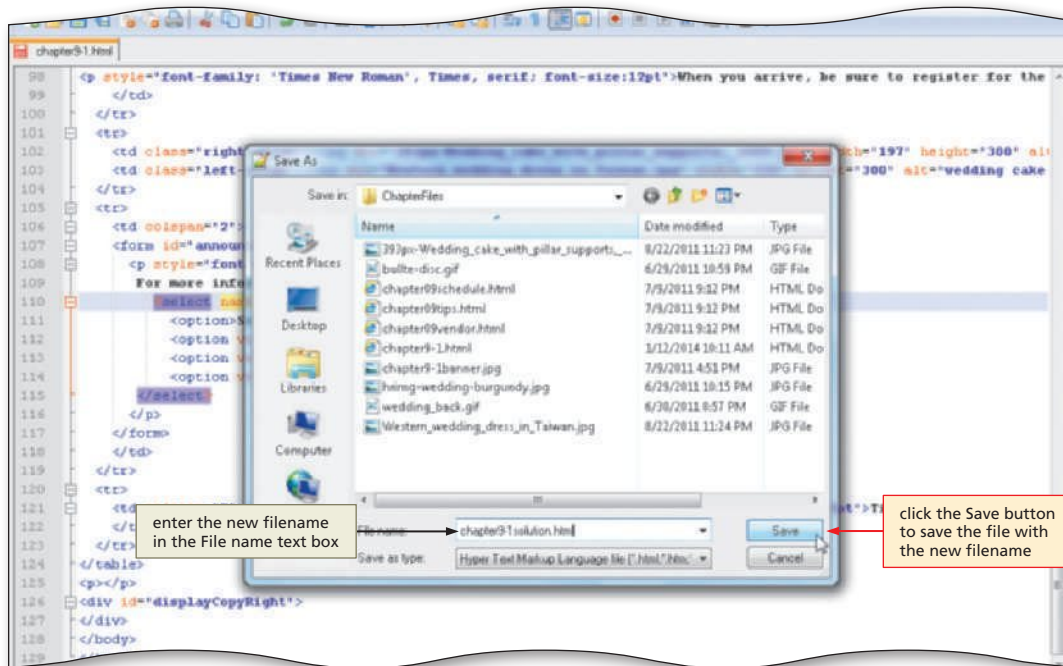 chapter9-1.html
98 <p style="font-family: 'Times New Roman', Times, serif; font-size:12pt">When you arrive, be sure to register for the
99 </td>
100 </tr>
101 <tr>
102 <td class="right- "197" height="300" alt
103 <td class="left- ="300" alt="wedding cake
104 </tr>
105 <tr>
106 <td colspan="2">
107 <form id="announ
108 <p style="font
109 For more info
110 <select nam
111 <option>S
112 <option v
113 <option v
114 <option v
115 </select>
116 </p>
117 </form>
118 </td>
119 </tr>
120 <tr>
121 <td
122 </t
123 </tr>
124 </table>
125 <p></p>
126 <div id="displayCopyRight">
127 </div>
128 </body>
129
Save As
Save in: ChapterFiles
Name Date modified Type
393px-Wedding_cake_with_pillar_supports,_... 8/22/2011 11:23 PM JPG File
bullte-disc.gif 6/29/2011 10:59 PM GIF File
chapter09schedule.html 7/9/2011 9:12 PM HTML Do
chapter09tips.html 7/9/2011 9:12 PM HTML Do
chapter09vendor.html 7/9/2011 9:12 PM HTML Do
chapter9-1.html 1/12/2014 10:11 AM HTML Do
chapter9-1banner.jpg 7/9/2011 4:51 PM JPG File
6/29/2011 10:15 PM JPG File
wedding_back.gif 6/30/2011 8:57 PM GIF File
Western_wedding_dress_in_Taiwan.jpg 8/22/2011 11:24 PM JPG File
Recent Places
Desktop
Libraries
Computer
File name: chapter9-1solution.html Save
Save as type: Hyper Text Markup Language file Cancel
enter the new filename
in the File name text box
click the Save button
to save the file with
the new filename